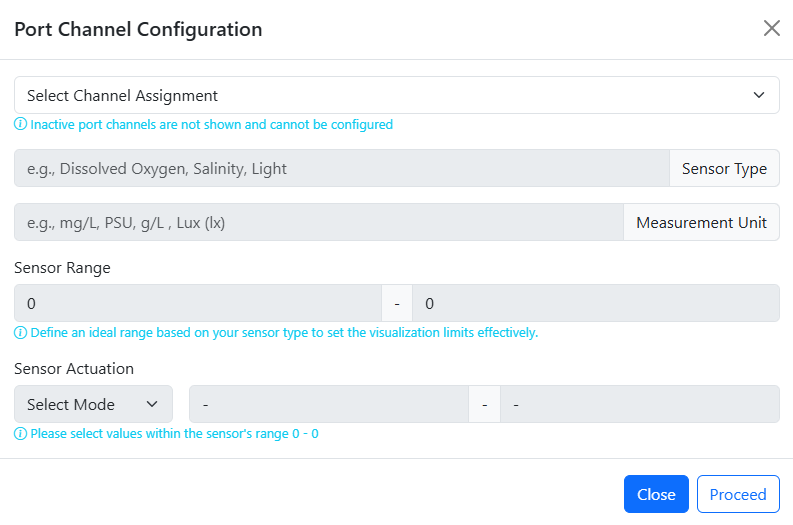 Port Channel Configuration
Select Channel Assignment
Inactive port channels are not shown and cannot be configured
e.g., Dissolved Oxygen, Salinity, Light Sensor Type
e.g., mg/L, PSU, g/L , Lux (lx) Measurement Unit
Sensor Range
0 - 0
Define an ideal range based on your sensor type to set the visualization limits effectively.
Sensor Actuation
Select Mode - - -
Please select values within the sensor's range 0 - 0
Close Proceed